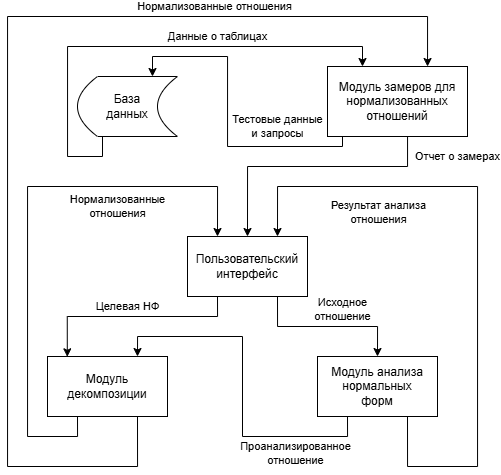 Нормализованные отношения
Данные о таблицах
База
данных
Модуль замеров для
нормализованных
отношений
Тестовые данные
и запросы
Отчет о замерах
Нормализованные
отношения
Результат анализа
отношения
Пользовательский
интерфейс
Целевая НФ
Исходное
отношение
Модуль
декомпозиции
Модуль анализа
нормальных
форм
Проанализированное
отношение